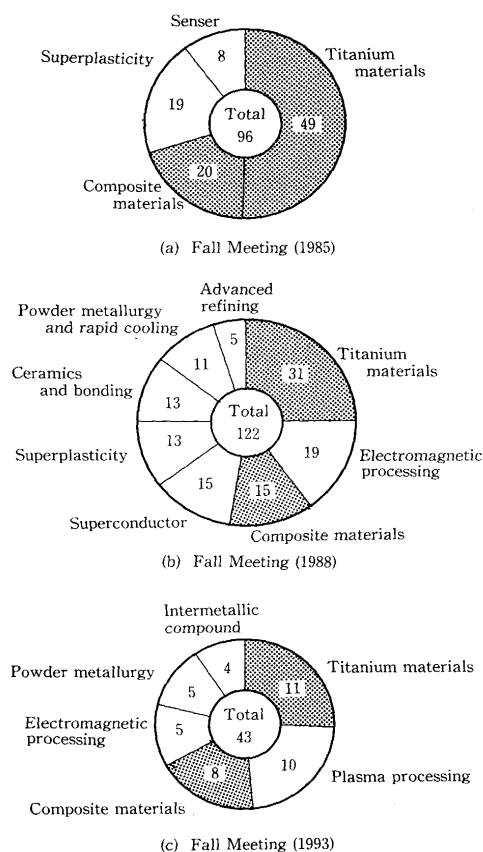 Senser
Superplasticity
8
Titanium
materials
19
Total
96
49
20
Composite
materials
(a) Fall Meeting (1985)
Advanced
refining
Powder metallurgy
and rapid cooling
5
Titanium
materials
11
31
Ceramics
and bonding
13
Total
122
13
19
Superplasticity
Electromagnetic
processing
15
15
Superconductor
Composite materials
(b) Fall Meeting (1988)
Intermetallic
compound
Powder metallurgy
4
Titanium materials
5
11
Electromagnetic
processing
5
Total
43
8
10
Plasma processing
Composite materials
(c) Fall Meeting (1993)